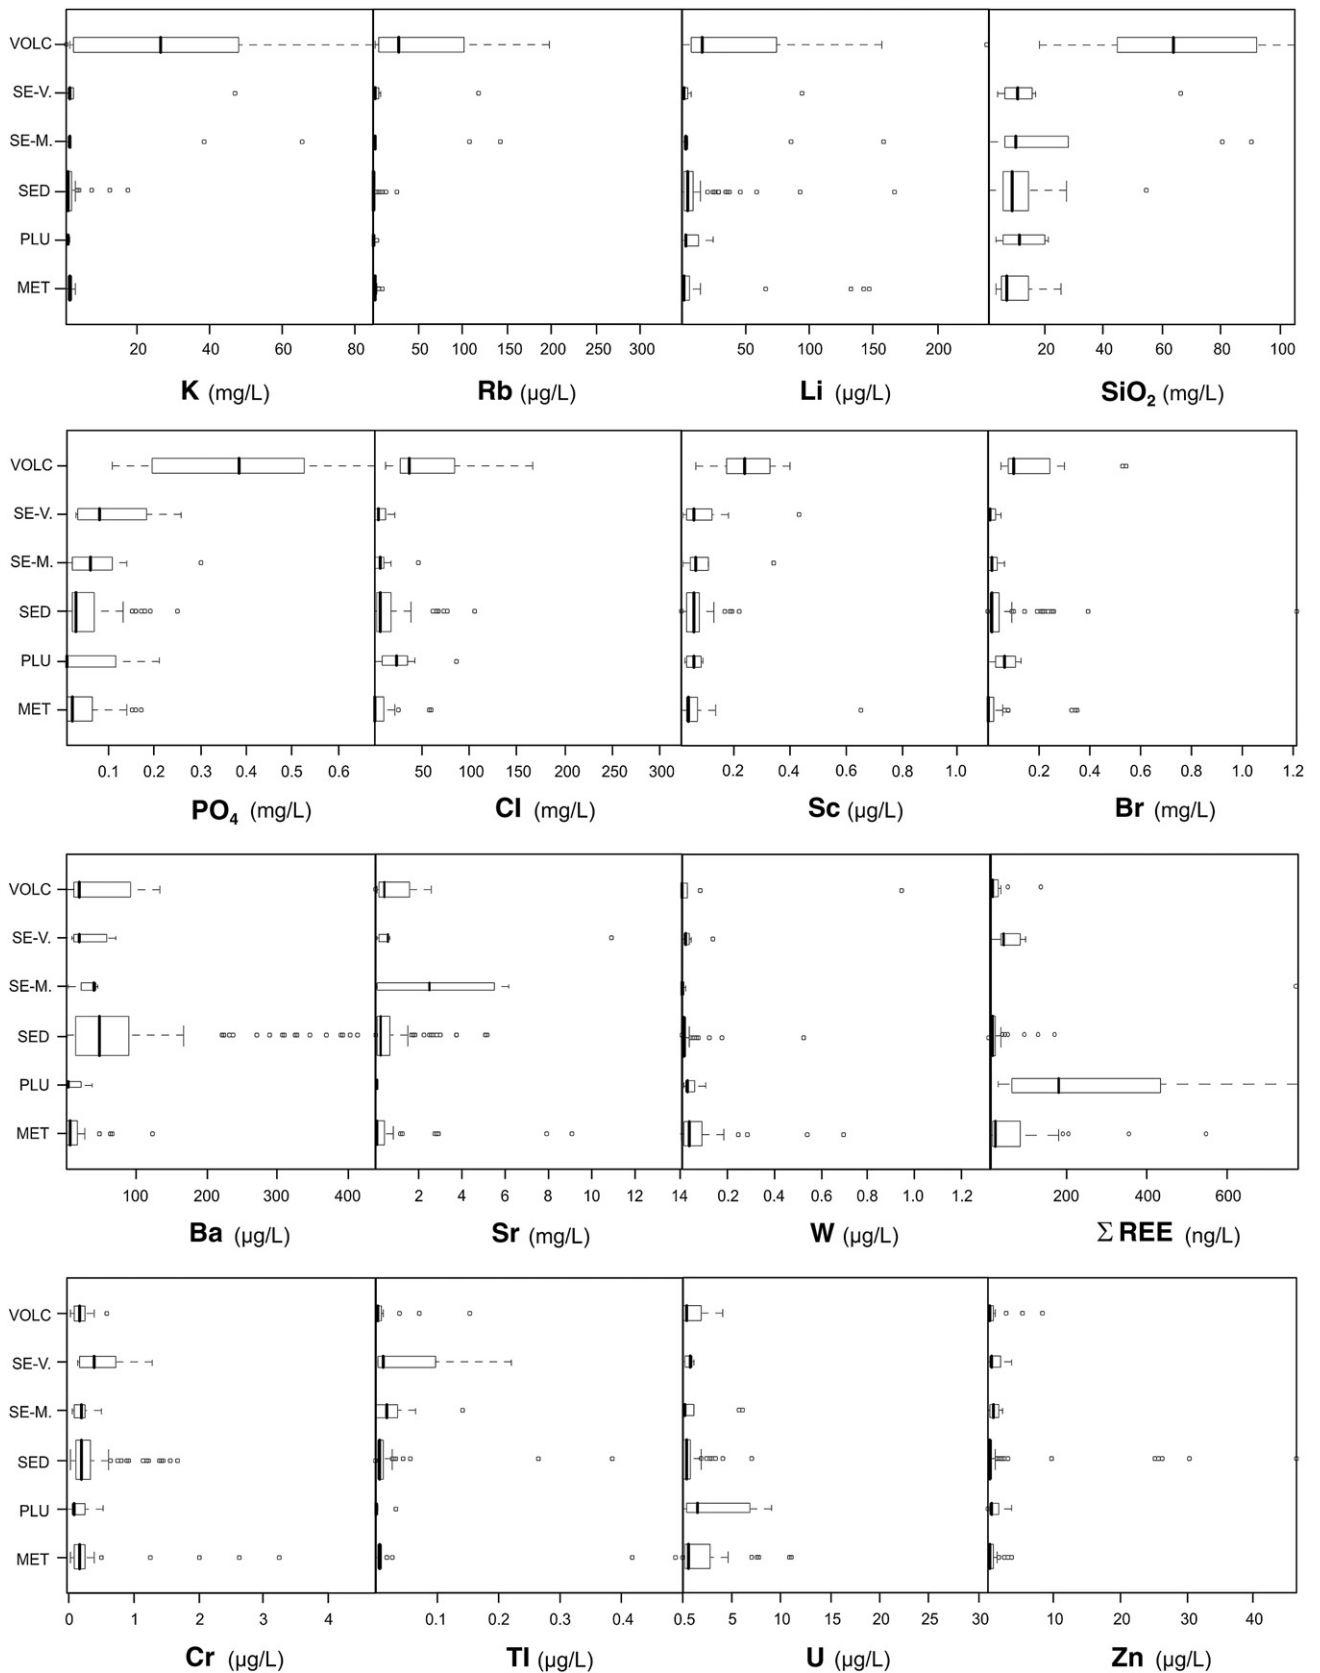 VOLC
SE-V.
SE-M.
SED
PLU
MET
20 40 60 80 50 100 150 200 250 300 50 100 150 200 20 40 60 80 100
K (mg/L) Rb (µg/L) Li (µg/L) SiO₂ (mg/L)
VOLC
SE-V.
SE-M.
SED
PLU
MET
0.1 0.2 0.3 0.4 0.5 0.6 50 100 150 200 250 300 0.2 0.4 0.6 0.8 1.0 0.2 0.4 0.6 0.8 1.0 1.2
PO₄ (mg/L) Cl (mg/L) Sc (µg/L) Br (mg/L)
VOLC
SE-V.
SE-M.
SED
PLU
MET
100 200 300 400 2 4 6 8 10 12 14 0.2 0.4 0.6 0.8 1.0 1.2 200 400 600
Ba (µg/L) Sr (mg/L) W (µg/L) Σ REE (ng/L)
VOLC
SE-V.
SE-M.
SED
PLU
MET
0 1 2 3 4 0.1 0.2 0.3 0.4 0.5 5 10 15 20 25 30 10 20 30 40
Cr (µg/L) Tl (µg/L) U (µg/L) Zn (µg/L)